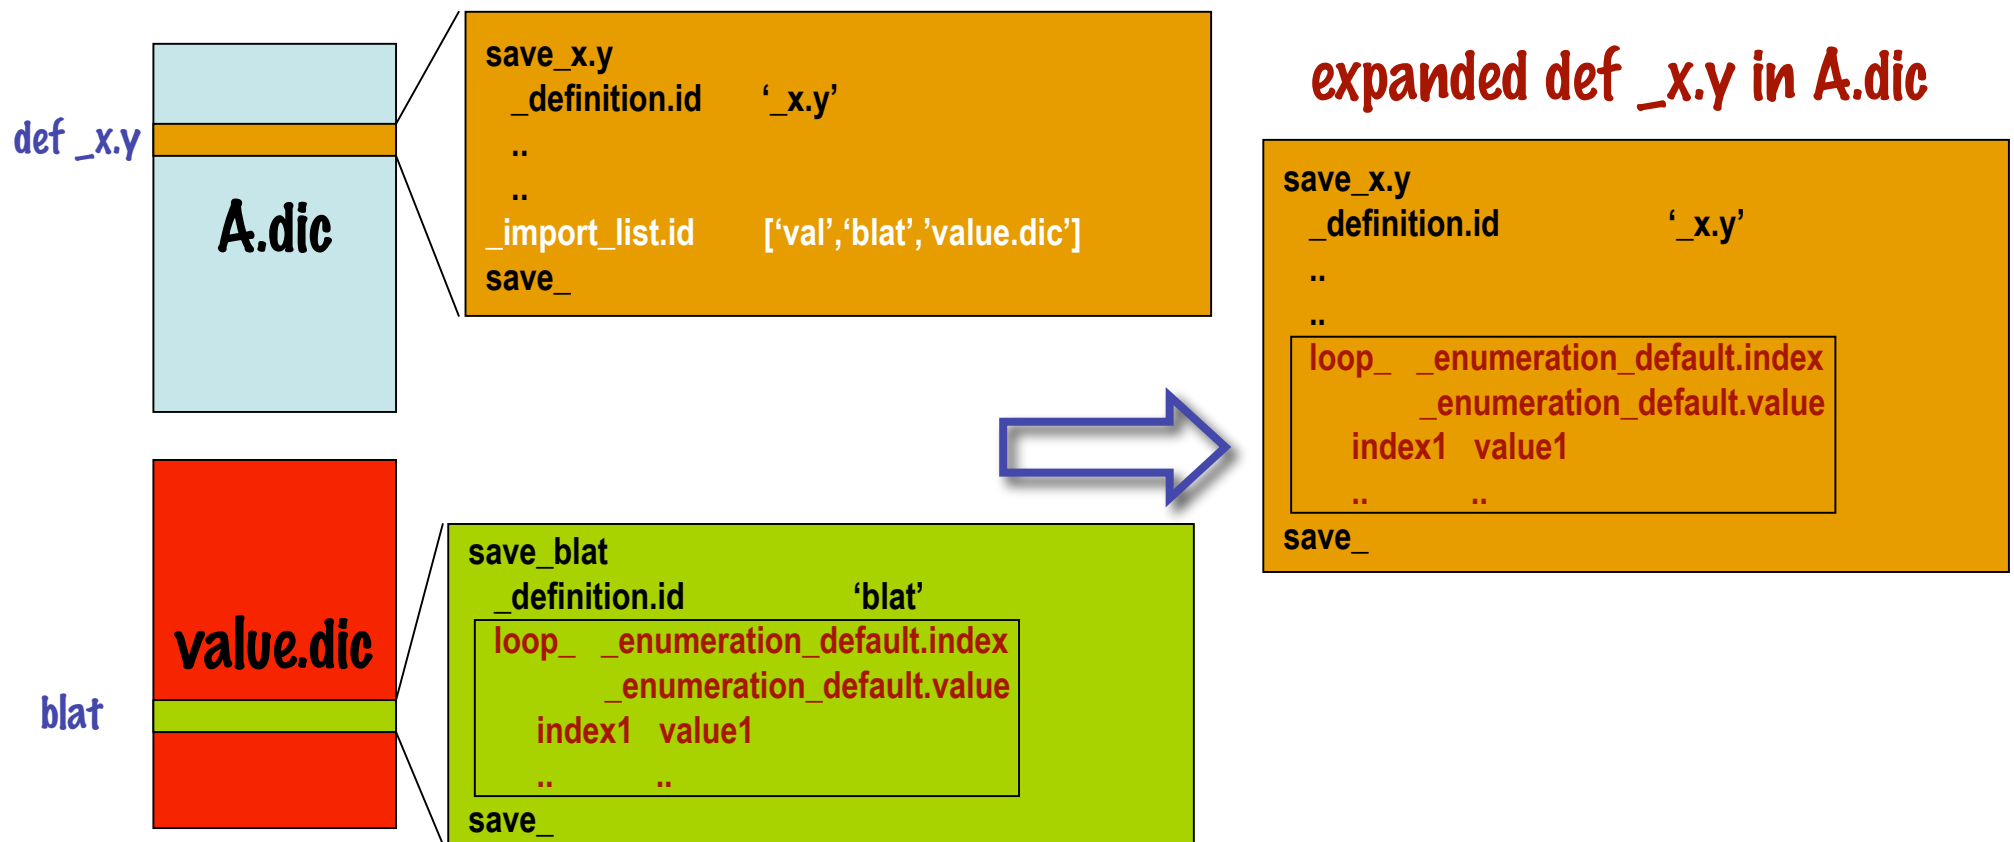 def _x.y
A.dic
save_x.y
_definition.id ‘_x.y’
..
..
_import_list.id [‘val’,‘blat’,’value.dic’]
save_
expanded def _x.y in A.dic
save_x.y
_definition.id ‘_x.y’
..
..
loop_ _enumeration_default.index
_enumeration_default.value
index1 value1
.. ..
save_
value.dic
blat
save_blat
_definition.id ‘blat’
loop_ _enumeration_default.index
_enumeration_default.value
index1 value1
.. ..
save_